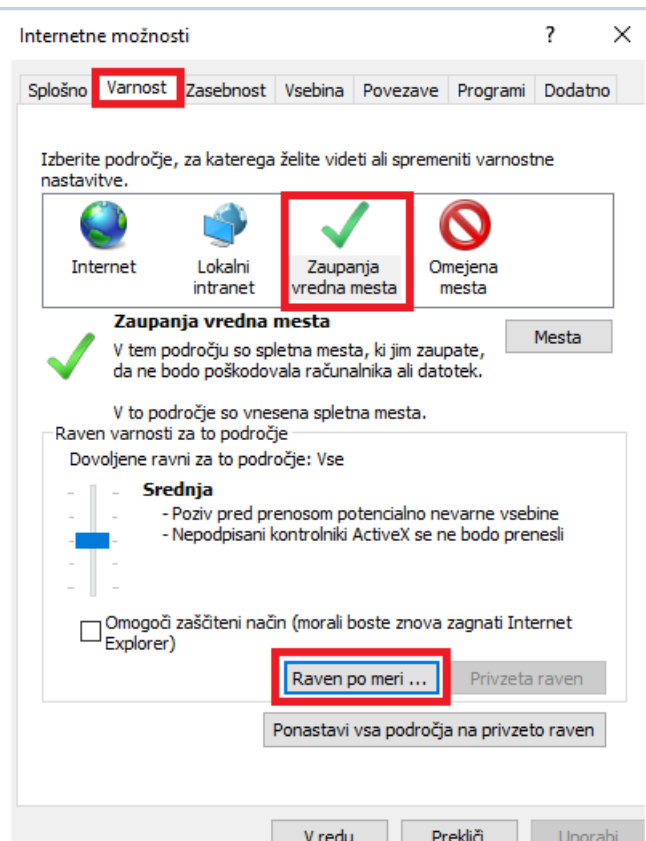 Internetne možnosti ?
Splošno Varnost Zasebnost Vsebina Povezave Programi Dodatno
Izberite področje, za katerega želite videti ali spremeniti varnostne
nastavitve.
Internet
Lokalni
intranet
Zaupanja
vredna mesta
Omejena
mesta
Zaupanja vredna mesta
V tem področju so spletna mesta, ki jim zaupate,
da ne bodo poškodovala računalnika ali datotek.
Mesta
V to področje so vnesena spletna mesta.
Raven varnosti za to področje
Dovoljene ravni za to področje: Vse
Srednja
- Poziv pred prenosom potencialno nevarne vsebine
- Nepodpisani kontrolniki ActiveX se ne bodo prenesli
Omogoči zaščiteni način (morali boste znova zagnati Internet
Explorer)
Raven po meri ... Privzeta raven
Ponastavi vsa področja na privzeto raven
V redu Prekliči Uporabi